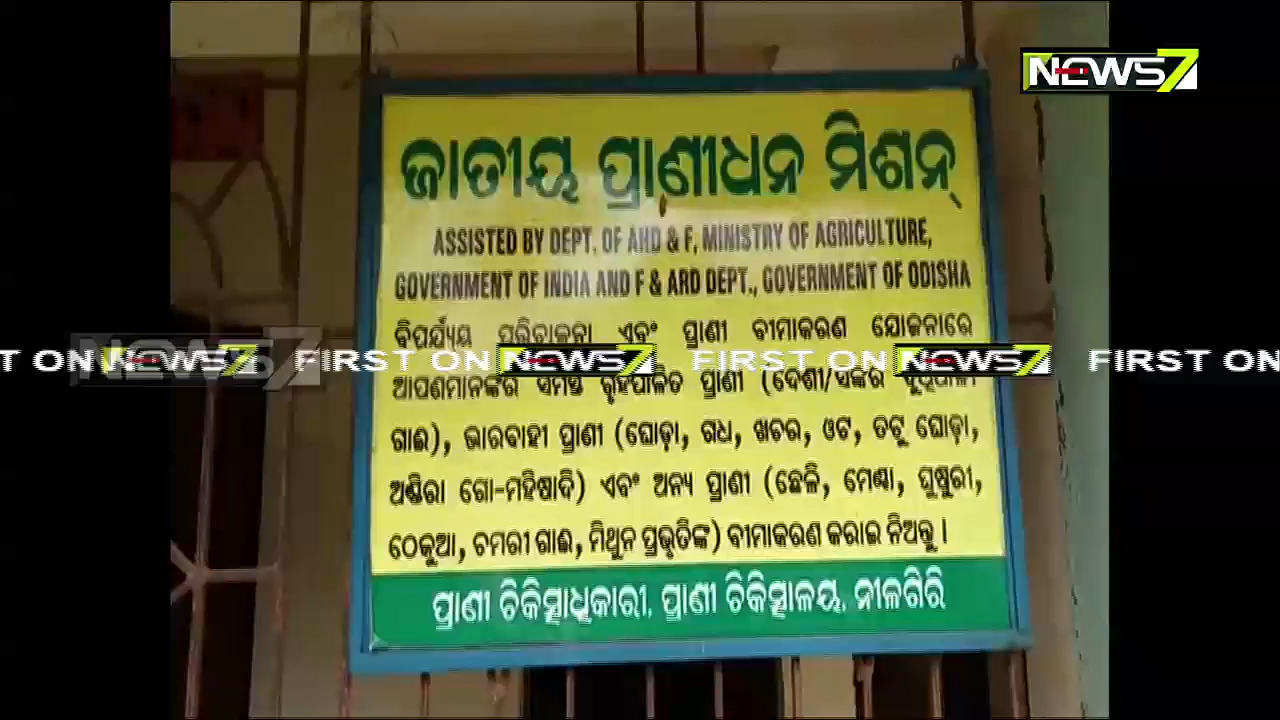 NEWS7
ଜାତୀୟ ପ୍ରାଣୀଧନ ମିଶନ୍
ASSISTED BY DEPT. OF AHD & F, MINISTRY OF AGRICULTURE,
GOVERNMENT OF INDIA AND F & ARD DEPT., GOVERNMENT OF ODISHA
ବିପର୍ଯ୍ୟୟ ପରିଚାଳନା ଏବଂ ପ୍ରାଣୀ ବୀମାକରଣ ଯୋଜନାରେ
T ON NEWS7 FIRST ON NEWS7 FIRST ON NEWS7 FIRST ON
ଆପଣମାନଙ୍କର ସମସ୍ତ ଗୃହପାଳିତ ପ୍ରାଣୀ (ଦେଶୀ/ସଙ୍କର
ଗାଈ), ଭାରବାହୀ ପ୍ରାଣୀ (ଘୋଡ଼ା, ଗଧ, ଖଚର, ଓଟ, ଟଟୁ ଘୋଡ଼ା,
ଅଣ୍ଡିରା ଗୋ-ମହିଷାଦି) ଏବଂ ଅନ୍ୟ ପ୍ରାଣୀ (ଛେଳି, ମେଣ୍ଢା, ଘୁଷୁରୀ,
ଠେକୁଆ, ଚମରୀ ଗାଈ, ମିଥୁନ ପ୍ରଭୃତିଙ୍କ) ବୀମାକରଣ କରାଇ ନିଅନ୍ତୁ ।
ପ୍ରାଣୀ ଚିକିତ୍ସାଧିକାରୀ, ପ୍ରାଣୀ ଚିକିତ୍ସାଳୟ, ନୀଳଗିରି